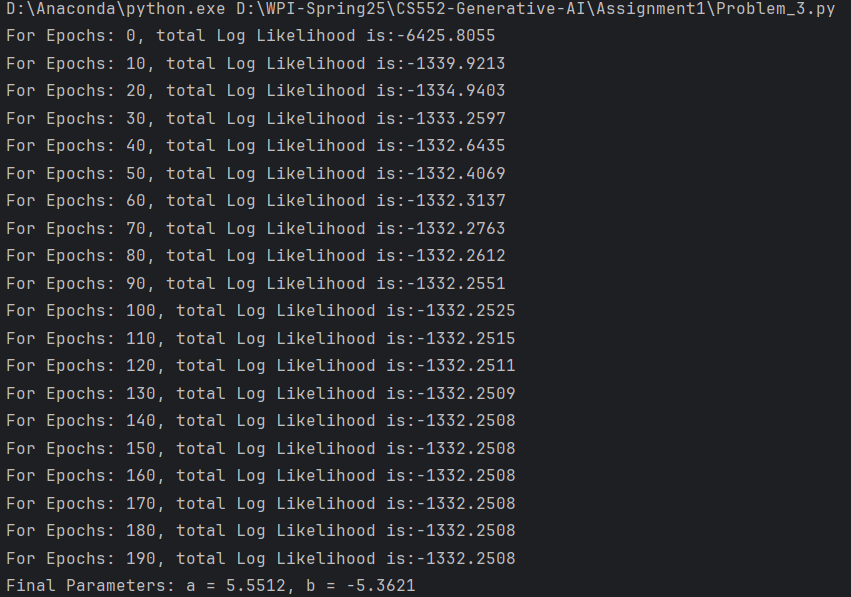 D:\Anaconda\python.exe D:\WPI-Spring25\CS552-Generative-AI\Assignment1\Problem_3.py
For Epochs: 0, total Log Likelihood is:-6425.8055
For Epochs: 10, total Log Likelihood is:-1339.9213
For Epochs: 20, total Log Likelihood is:-1334.9403
For Epochs: 30, total Log Likelihood is:-1333.2597
For Epochs: 40, total Log Likelihood is:-1332.6435
For Epochs: 50, total Log Likelihood is:-1332.4069
For Epochs: 60, total Log Likelihood is:-1332.3137
For Epochs: 70, total Log Likelihood is:-1332.2763
For Epochs: 80, total Log Likelihood is:-1332.2612
For Epochs: 90, total Log Likelihood is:-1332.2551
For Epochs: 100, total Log Likelihood is:-1332.2525
For Epochs: 110, total Log Likelihood is:-1332.2515
For Epochs: 120, total Log Likelihood is:-1332.2511
For Epochs: 130, total Log Likelihood is:-1332.2509
For Epochs: 140, total Log Likelihood is:-1332.2508
For Epochs: 150, total Log Likelihood is:-1332.2508
For Epochs: 160, total Log Likelihood is:-1332.2508
For Epochs: 170, total Log Likelihood is:-1332.2508
For Epochs: 180, total Log Likelihood is:-1332.2508
For Epochs: 190, total Log Likelihood is:-1332.2508
Final Parameters: a = 5.5512, b = -5.3621